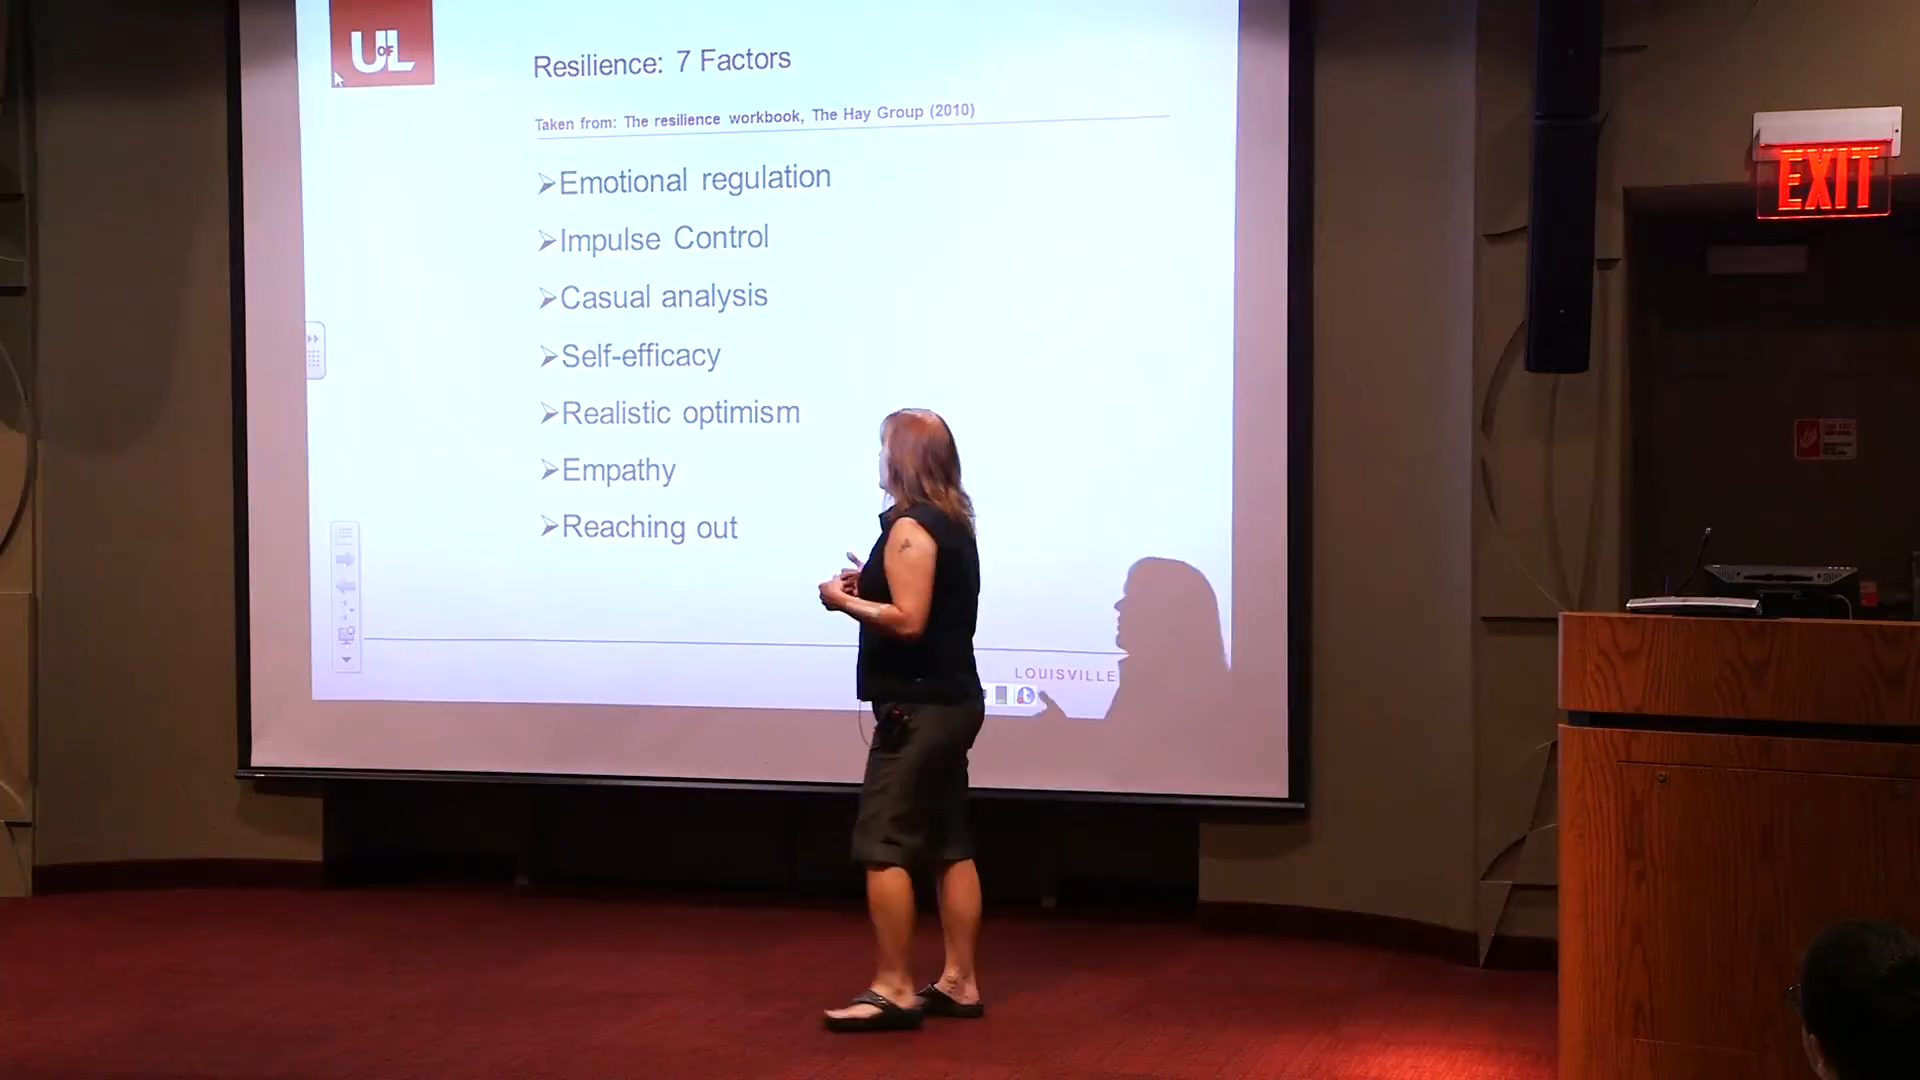 UofL
Resilience: 7 Factors
Taken from: The resilience workbook, The Hay Group (2010)
➢Emotional regulation
➢Impulse Control
➢Casual analysis
➢Self-efficacy
➢Realistic optimism
➢Empathy
➢Reaching out
LOUISVILLE
EXIT